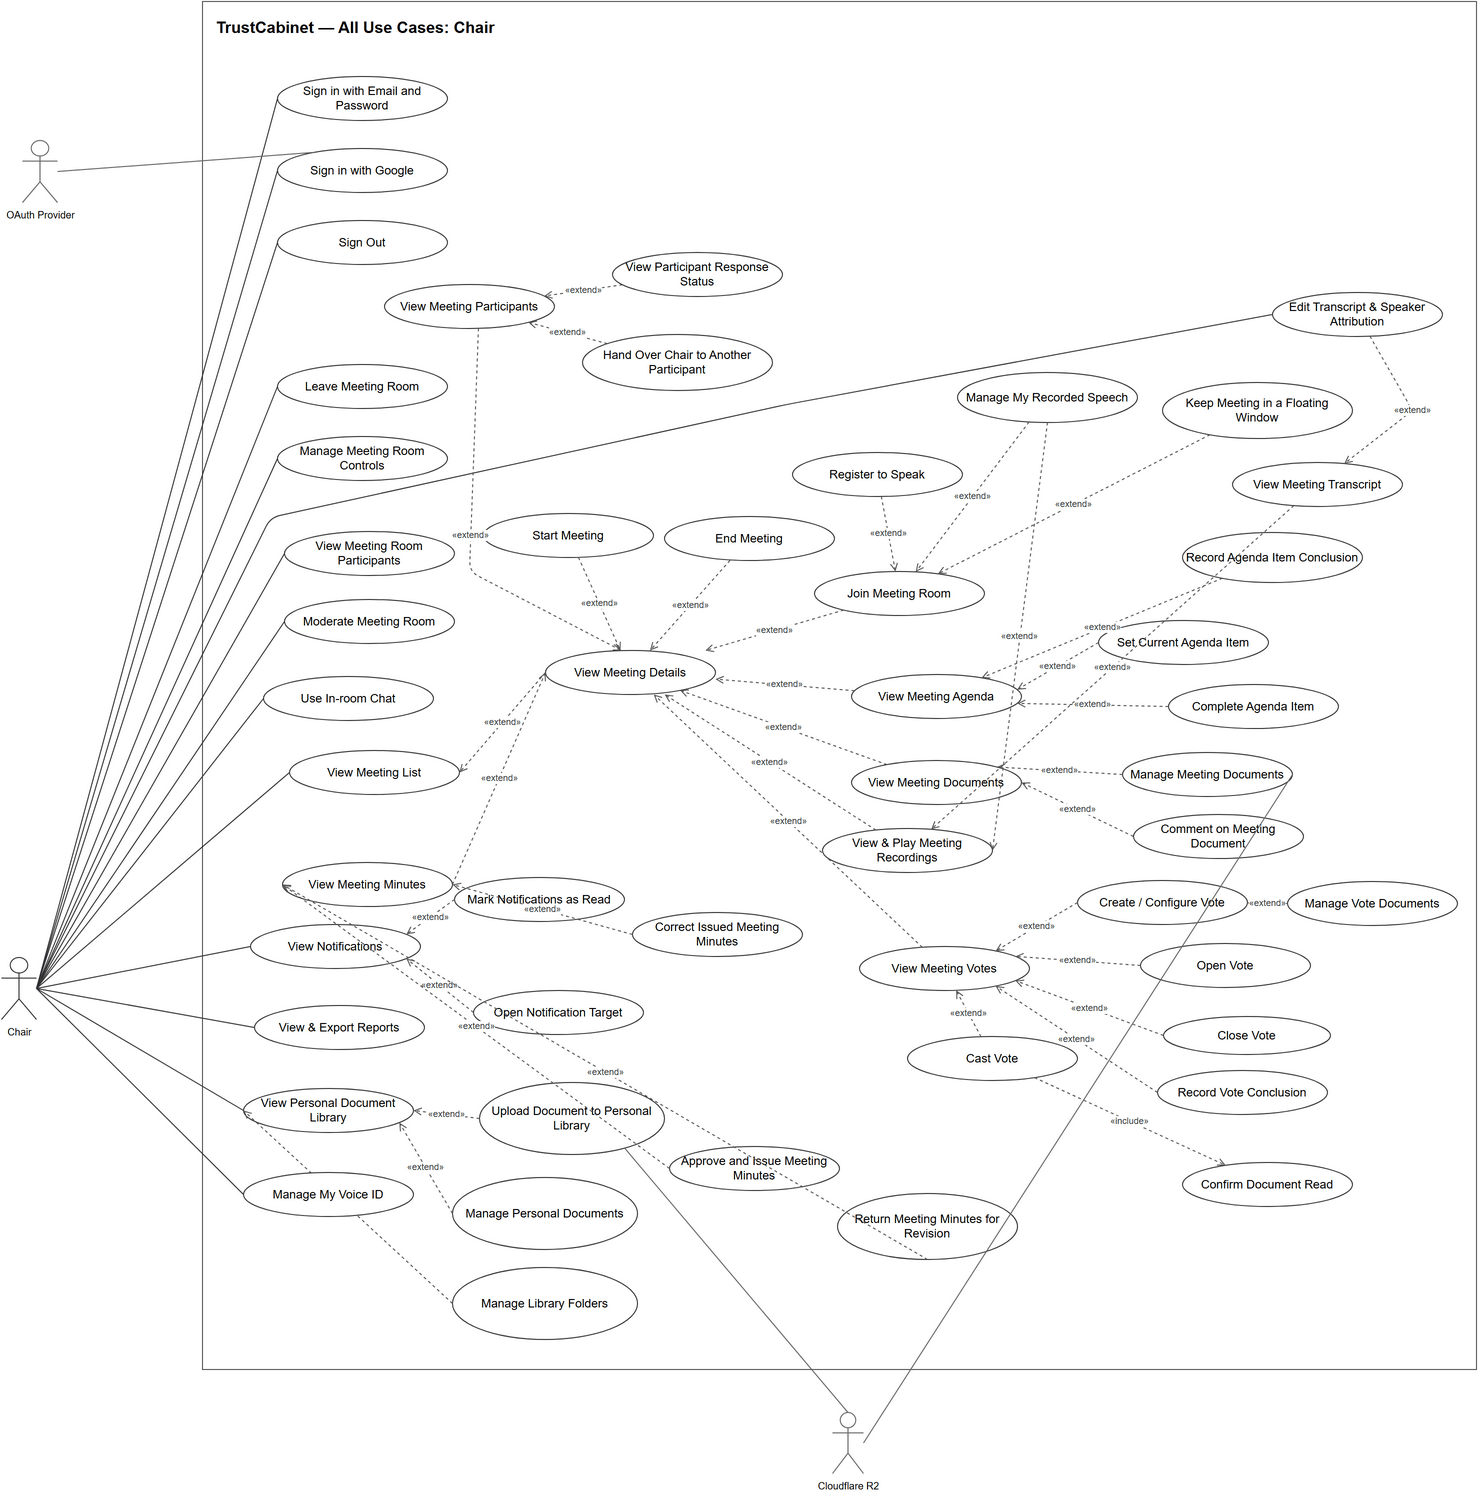 TrustCabinet — All Use Cases: Chair
Sign in with Email and
Password
Sign in with Google
OAuth Provider
Sign Out
View Participant Response
Status
«extend»
View Meeting Participants
«extend»
Hand Over Chair to Another
Participant
Edit Transcript & Speaker
Attribution
Leave Meeting Room
Manage My Recorded Speech
Keep Meeting in a Floating
Window
«extend»
Manage Meeting Room
Controls
Register to Speak
View Meeting Transcript
«extend»
«extend»
«extend»
«extend»
Start Meeting
End Meeting
View Meeting Room
Participants
Record Agenda Item Conclusion
Join Meeting Room
«extend»
«extend»
Moderate Meeting Room
«extend»
«extend»
«extend»
Set Current Agenda Item
View Meeting Details
«extend»
«extend»
«extend»
View Meeting Agenda
Use In-room Chat
«extend»
Complete Agenda Item
«extend»
«extend»
«extend»
View Meeting List
«extend»
«extend»
Manage Meeting Documents
View Meeting Documents
«extend»
«extend»
«extend»
Comment on Meeting
Document
View & Play Meeting
Recordings
View Meeting Minutes
Mark Notifications as Read
«extend»
«extend»
Create / Configure Vote
«extend»
Manage Vote Documents
Correct Issued Meeting
Minutes
«extend»
View Notifications
View Meeting Votes
«extend»
Open Vote
«extend»
Chair
View & Export Reports
Open Notification Target
«extend»
«extend»
«extend»
Close Vote
«extend»
Cast Vote
«extend»
Record Vote Conclusion
View Personal Document
Library
«extend»
Upload Document to Personal
Library
«include»
«extend»
Approve and Issue Meeting
Minutes
Confirm Document Read
Manage My Voice ID
Manage Personal Documents
Return Meeting Minutes for
Revision
Manage Library Folders
Cloudflare R2